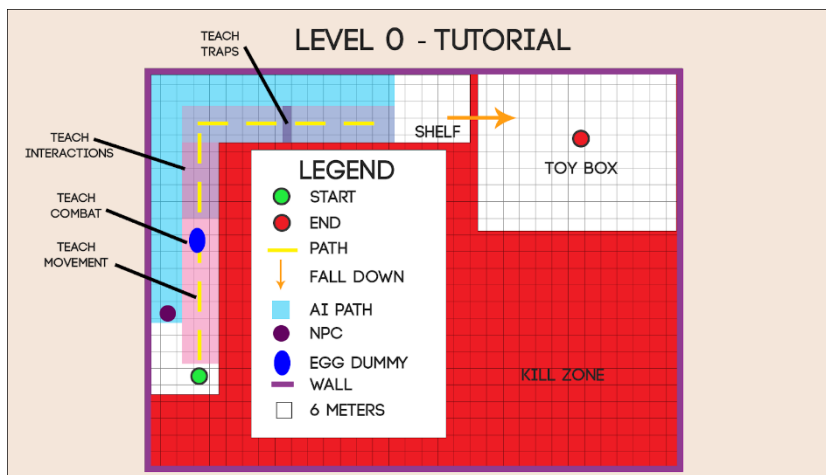 LEVEL 0 - TUTORIAL
TEACH
TRAPS
SHELF
TOY BOX
TEACH
INTERACTIONS
TEACH
COMBAT
TEACH
MOVEMENT
LEGEND
START
END
PATH
FALL DOWN
AI PATH
NPC
EGG DUMMY
WALL
6 METERS
KILL ZONE